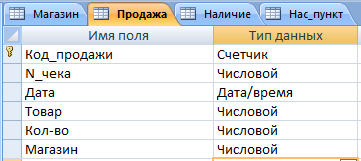 Магазин Продажа Наличие Нас_пункт
Имя поля Тип данных
Код_продажи Счетчик
N_чека Числовой
Дата Дата/время
Товар Числовой
Кол-во Числовой
Магазин Числовой